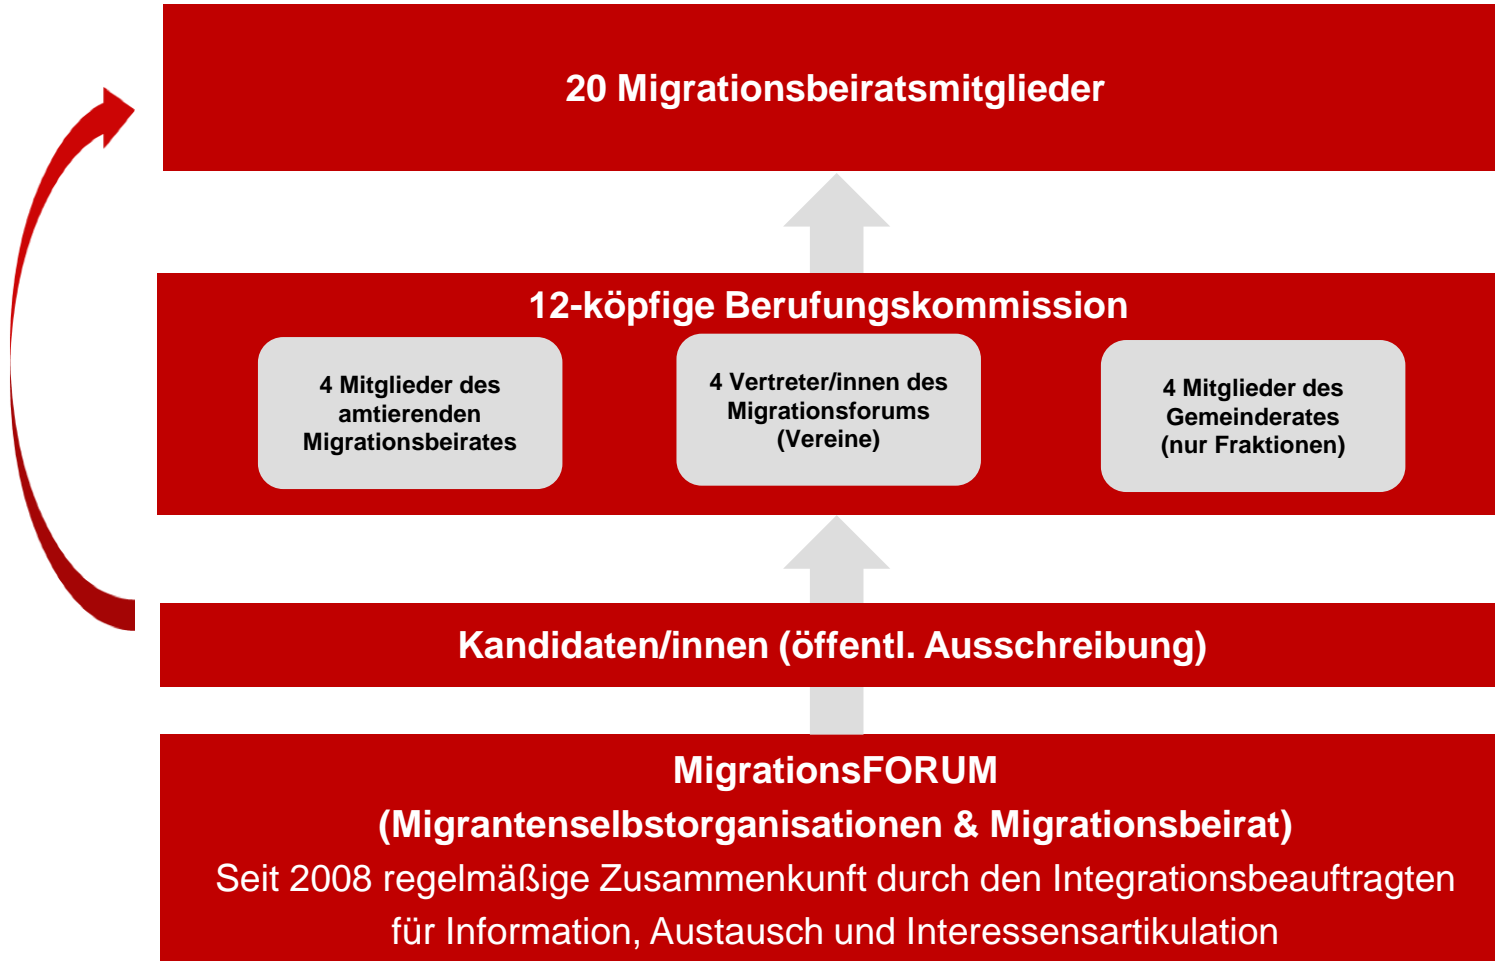 20 Migrationsbeiratsmitglieder
12-köpfige Berufungskommission
4 Mitglieder des
amtierenden
Migrationsbeirates
4 Vertreter/innen des
Migrationsforums
(Vereine)
4 Mitglieder des
Gemeinderates
(nur Fraktionen)
Kandidaten/innen (öffentl. Ausschreibung)
MigrationsFORUM
(Migrantenselbstorganisationen & Migrationsbeirat)
Seit 2008 regelmäßige Zusammenkunft durch den Integrationsbeauftragten
für Information, Austausch und Interessensartikulation